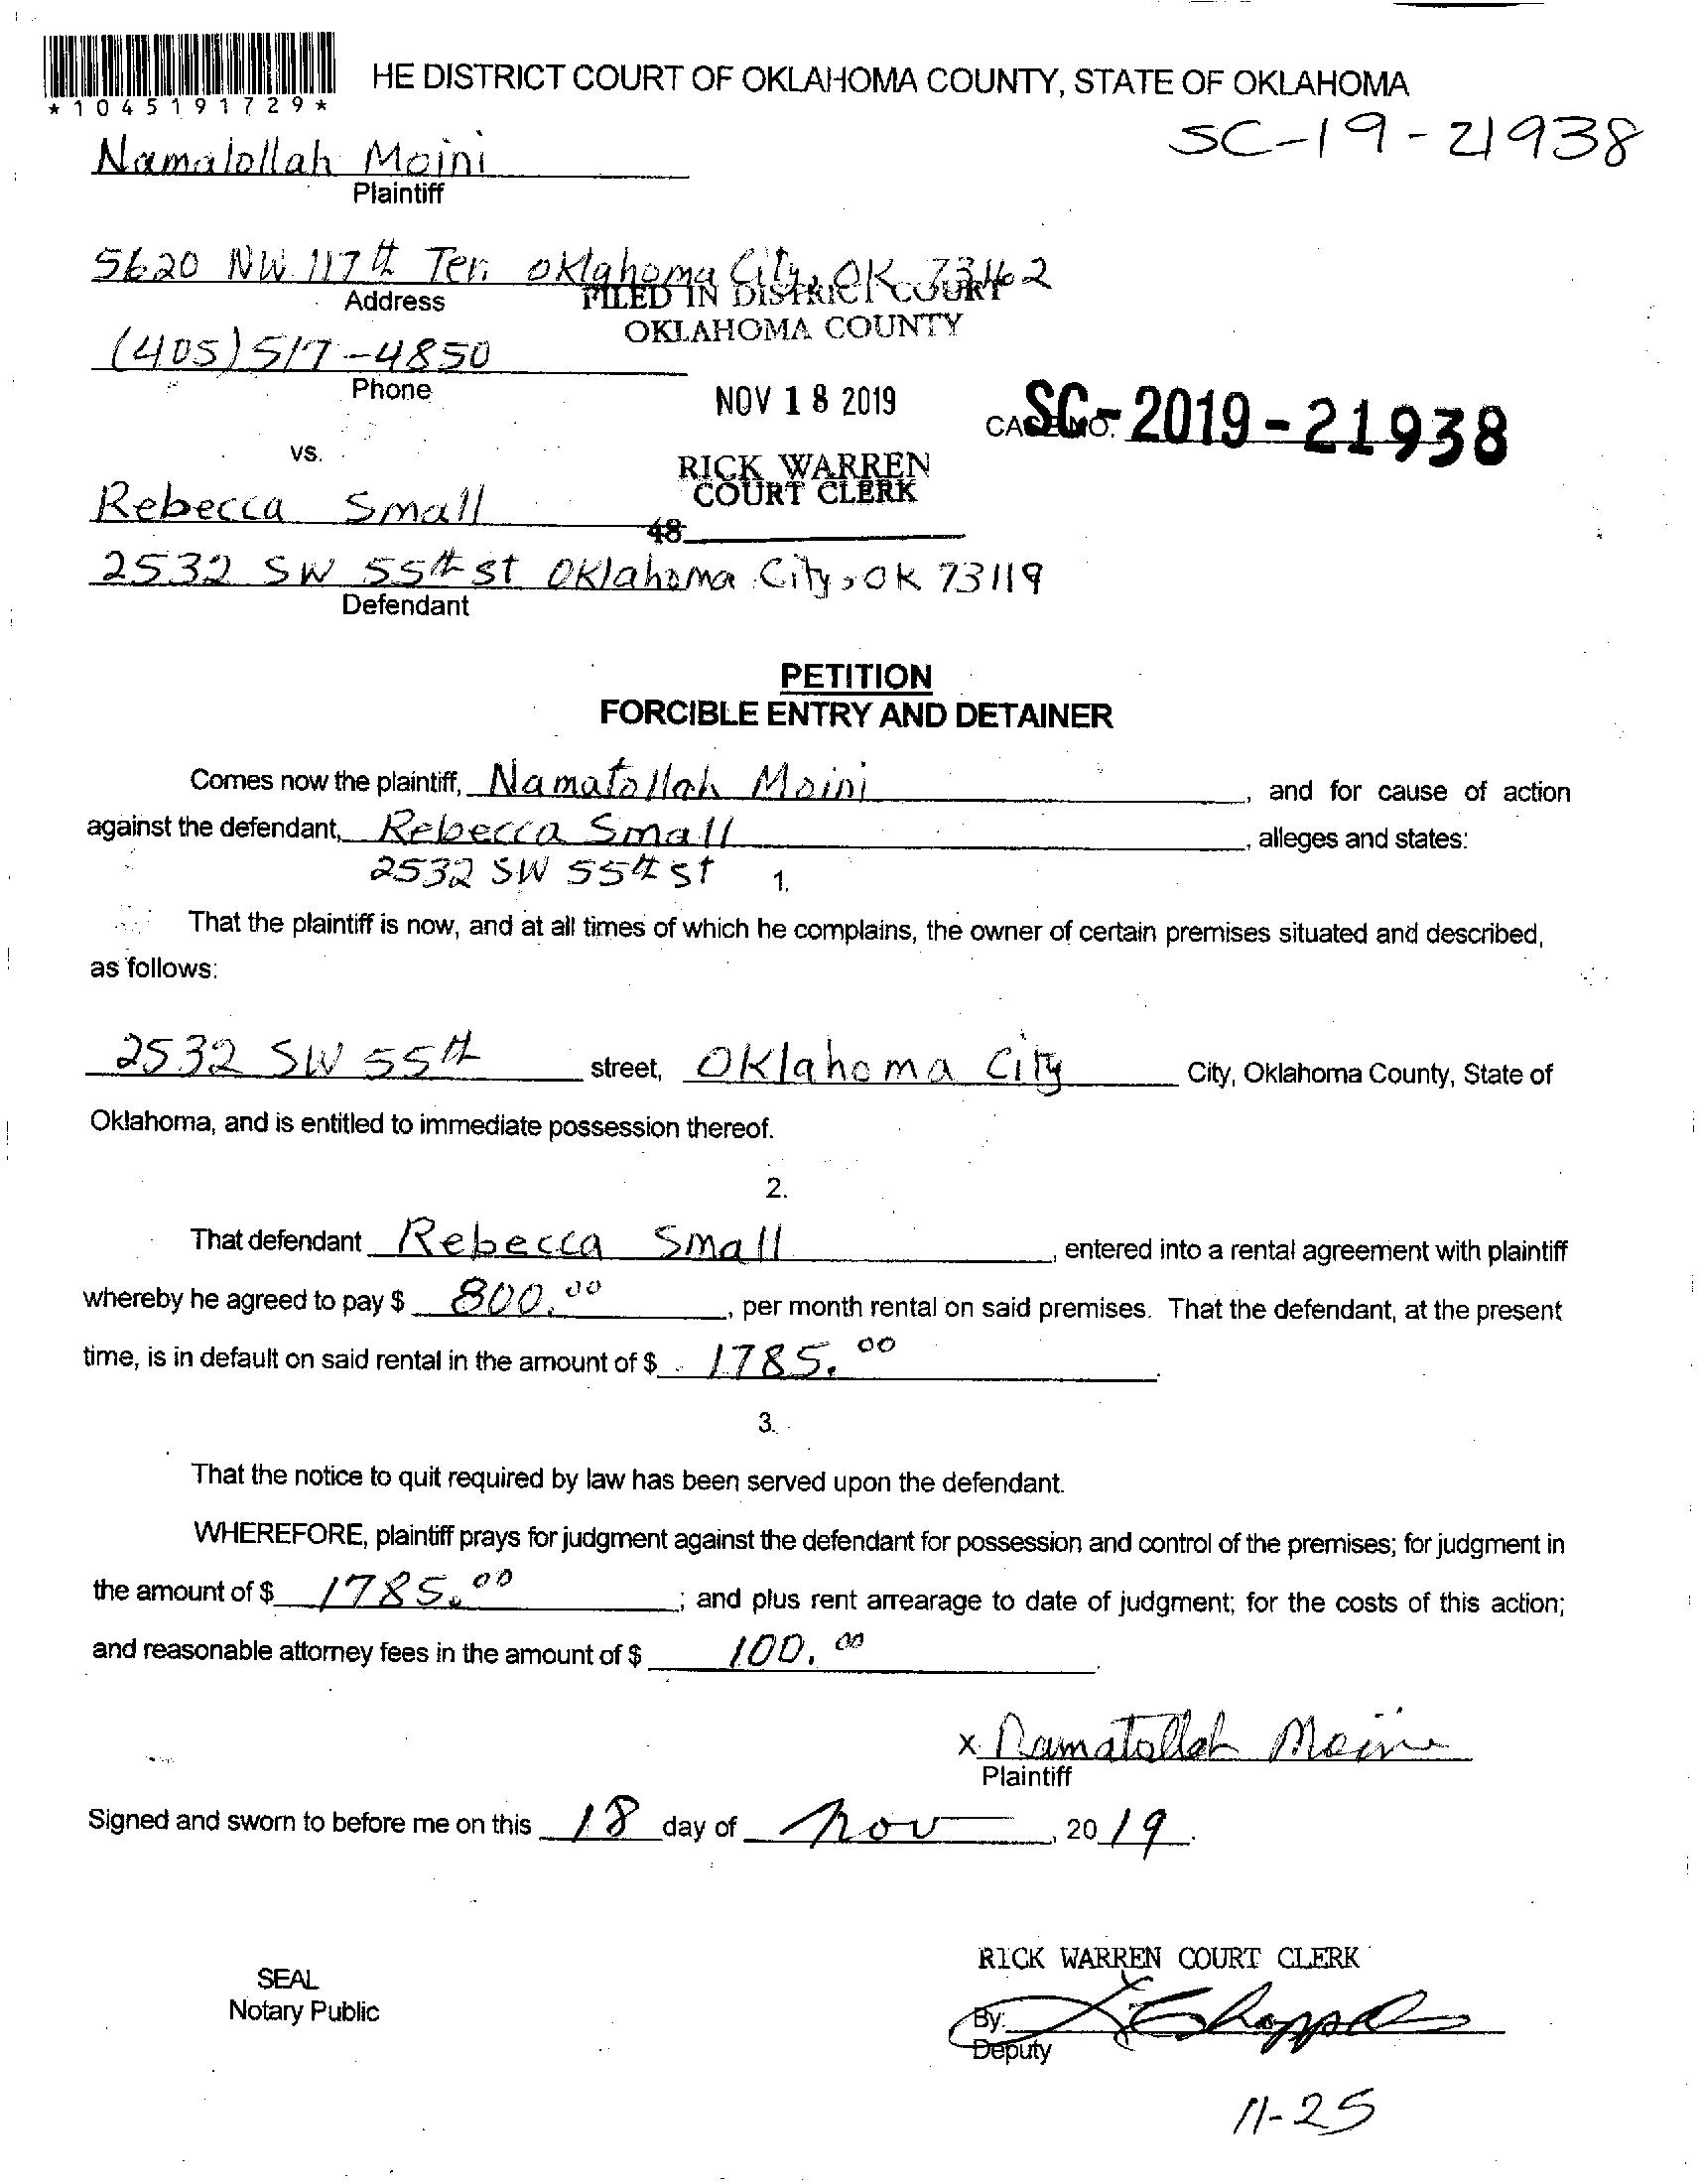 HE DISTRICT COURT OF OKLAHOMA COUNTY, STATE OF OKLAHOMA
*1045191729*
SC-19-21938
Namatollah Moini
Plaintiff
5620 NW 117th Ter. Oklahoma City, OK 73162
Address
FILED IN DISTRICT COURT
OKLAHOMA COUNTY
(405) 517-4850
Phone
NOV 18 2019
CASE NO. SC-2019-21938
vs.
RICK WARREN
COURT CLERK
48
Rebecca Small
2532 SW 55th st Oklahoma City, OK 73119
Defendant
PETITION
FORCIBLE ENTRY AND DETAINER
Comes now the plaintiff, Namatollah Moini, and for cause of action
against the defendant, Rebecca Small, alleges and states:
2532 SW 55th st
1.
That the plaintiff is now, and at all times of which he complains, the owner of certain premises situated and described,
as follows:
2532 SW 55th street, Oklahoma City City, Oklahoma County, State of
Oklahoma, and is entitled to immediate possession thereof.
2.
That defendant Rebecca Small, entered into a rental agreement with plaintiff
whereby he agreed to pay $ 800.00, per month rental on said premises. That the defendant, at the present
time, is in default on said rental in the amount of $ 1785.00.
3.
That the notice to quit required by law has been served upon the defendant.
WHEREFORE, plaintiff prays for judgment against the defendant for possession and control of the premises; for judgment in
the amount of $ 1785.00; and plus rent arrearage to date of judgment; for the costs of this action;
and reasonable attorney fees in the amount of $ 100.00.
x Namatollah Moini
Plaintiff
Signed and sworn to before me on this 18 day of Nov, 2019.
RICK WARREN COURT CLERK
SEAL
Notary Public
By:
Deputy
11-25